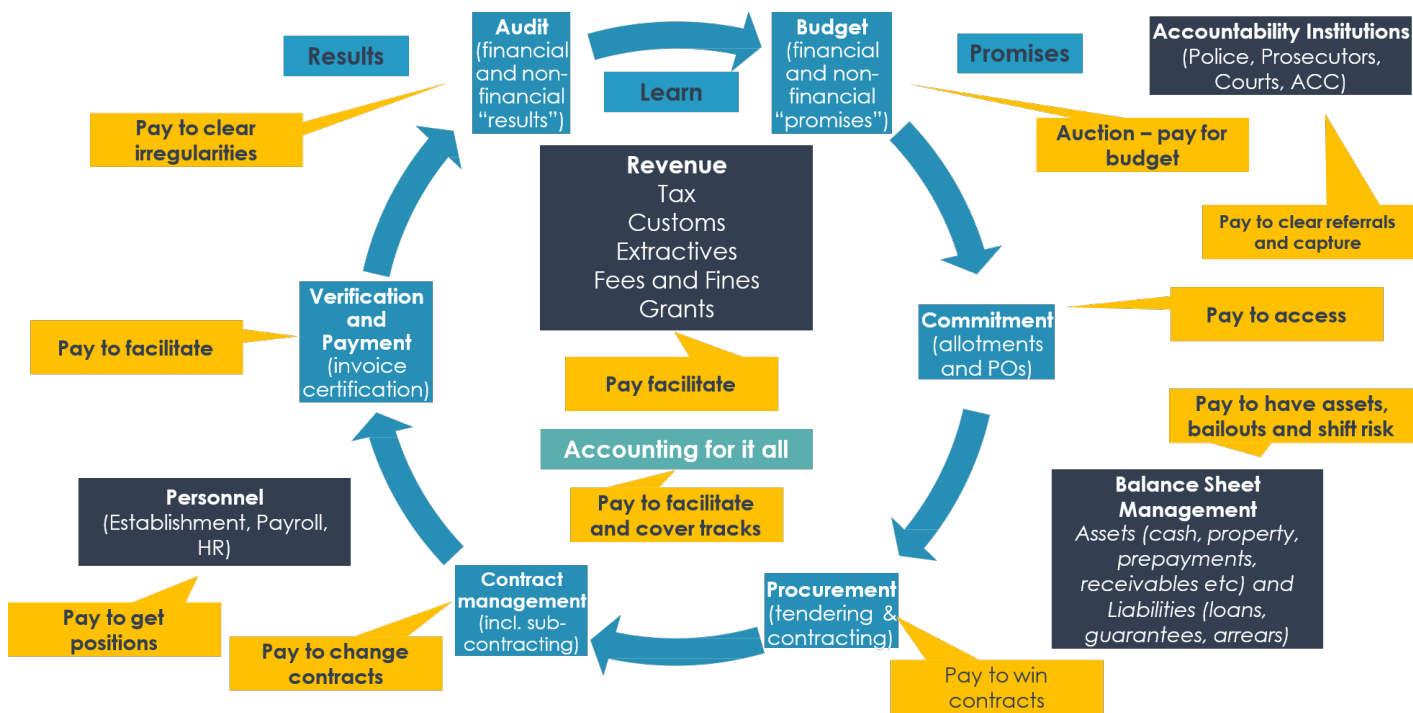 Audit
(financial
and non-
financial
“results”)
Budget
(financial
and non-
financial
“promises”)
Results
Learn
Promises
Accountability Institutions
(Police, Prosecutors,
Courts, ACC)
Pay to clear
irregularities
Auction – pay for
budget
Revenue
Tax
Customs
Extractives
Fees and Fines
Grants
Pay to clear referrals
and capture
Verification
and
Payment
(invoice
certification)
Commitment
(allotments
and POs)
Pay to access
Pay to facilitate
Pay facilitate
Pay to have assets,
bailouts and shift risk
Accounting for it all
Pay to facilitate
and cover tracks
Personnel
(Establishment, Payroll,
HR)
Balance Sheet
Management
Assets (cash, property,
prepayments,
receivables etc) and
Liabilities (loans,
guarantees, arrears)
Contract
management
(incl. sub-
contracting)
Procurement
(tendering &
contracting)
Pay to get
positions
Pay to change
contracts
Pay to win
contracts